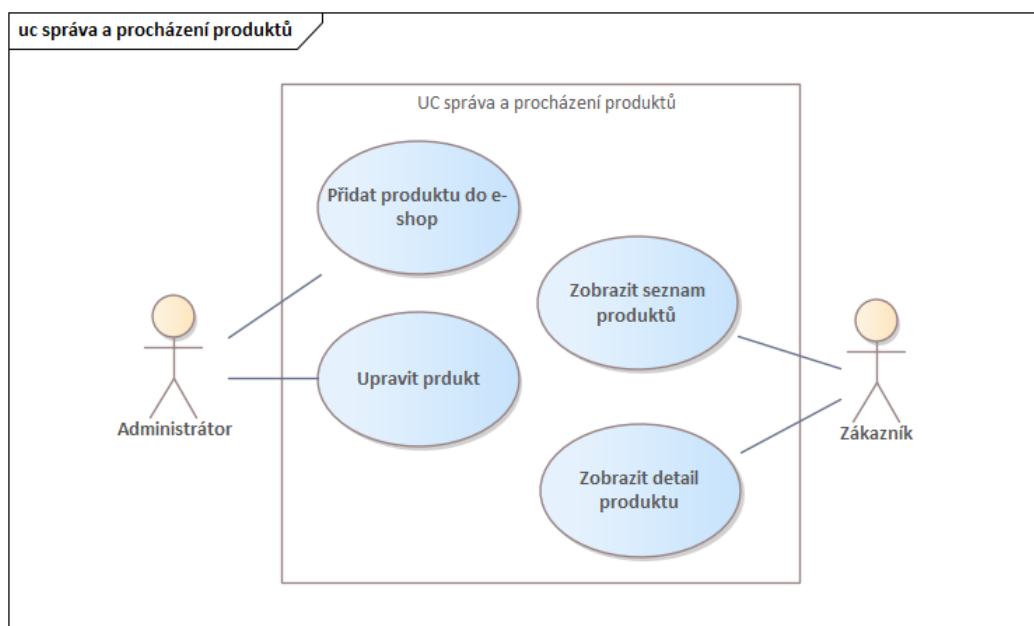 uc správa a procházení produktů
UC správa a procházení produktů
Přidat produktu do e-
shop
Zobrazit seznam
produktů
Upravit prdukt
Administrátor
Zákazník
Zobrazit detail
produktu